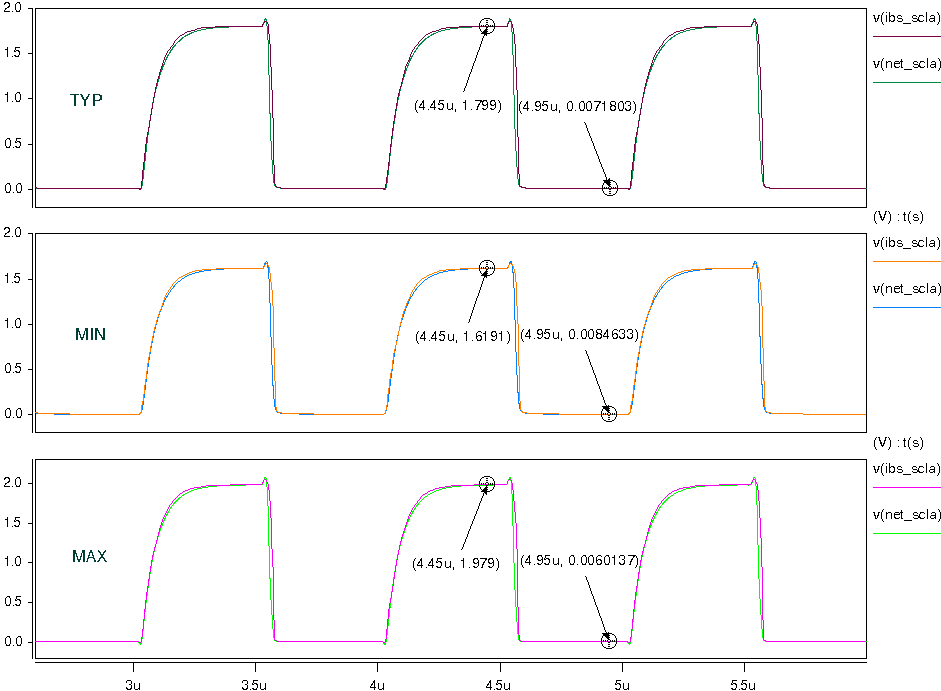 2.0
v(ibs_scla)
1.5
v(net_scla)
TYP
1.0
(4.45u, 1.799)
(4.95u, 0.0071803)
0.5
0.0
(V) : t(s)
2.0
v(ibs_scla)
1.5
v(net_scla)
MIN
1.0
(4.45u, 1.6191)
(4.95u, 0.0084633)
0.5
0.0
(V) : t(s)
2.0
v(ibs_scla)
1.5
v(net_scla)
MAX
1.0
(4.45u, 1.979)
(4.95u, 0.0060137)
0.5
0.0
3u 3.5u 4u 4.5u 5u 5.5u